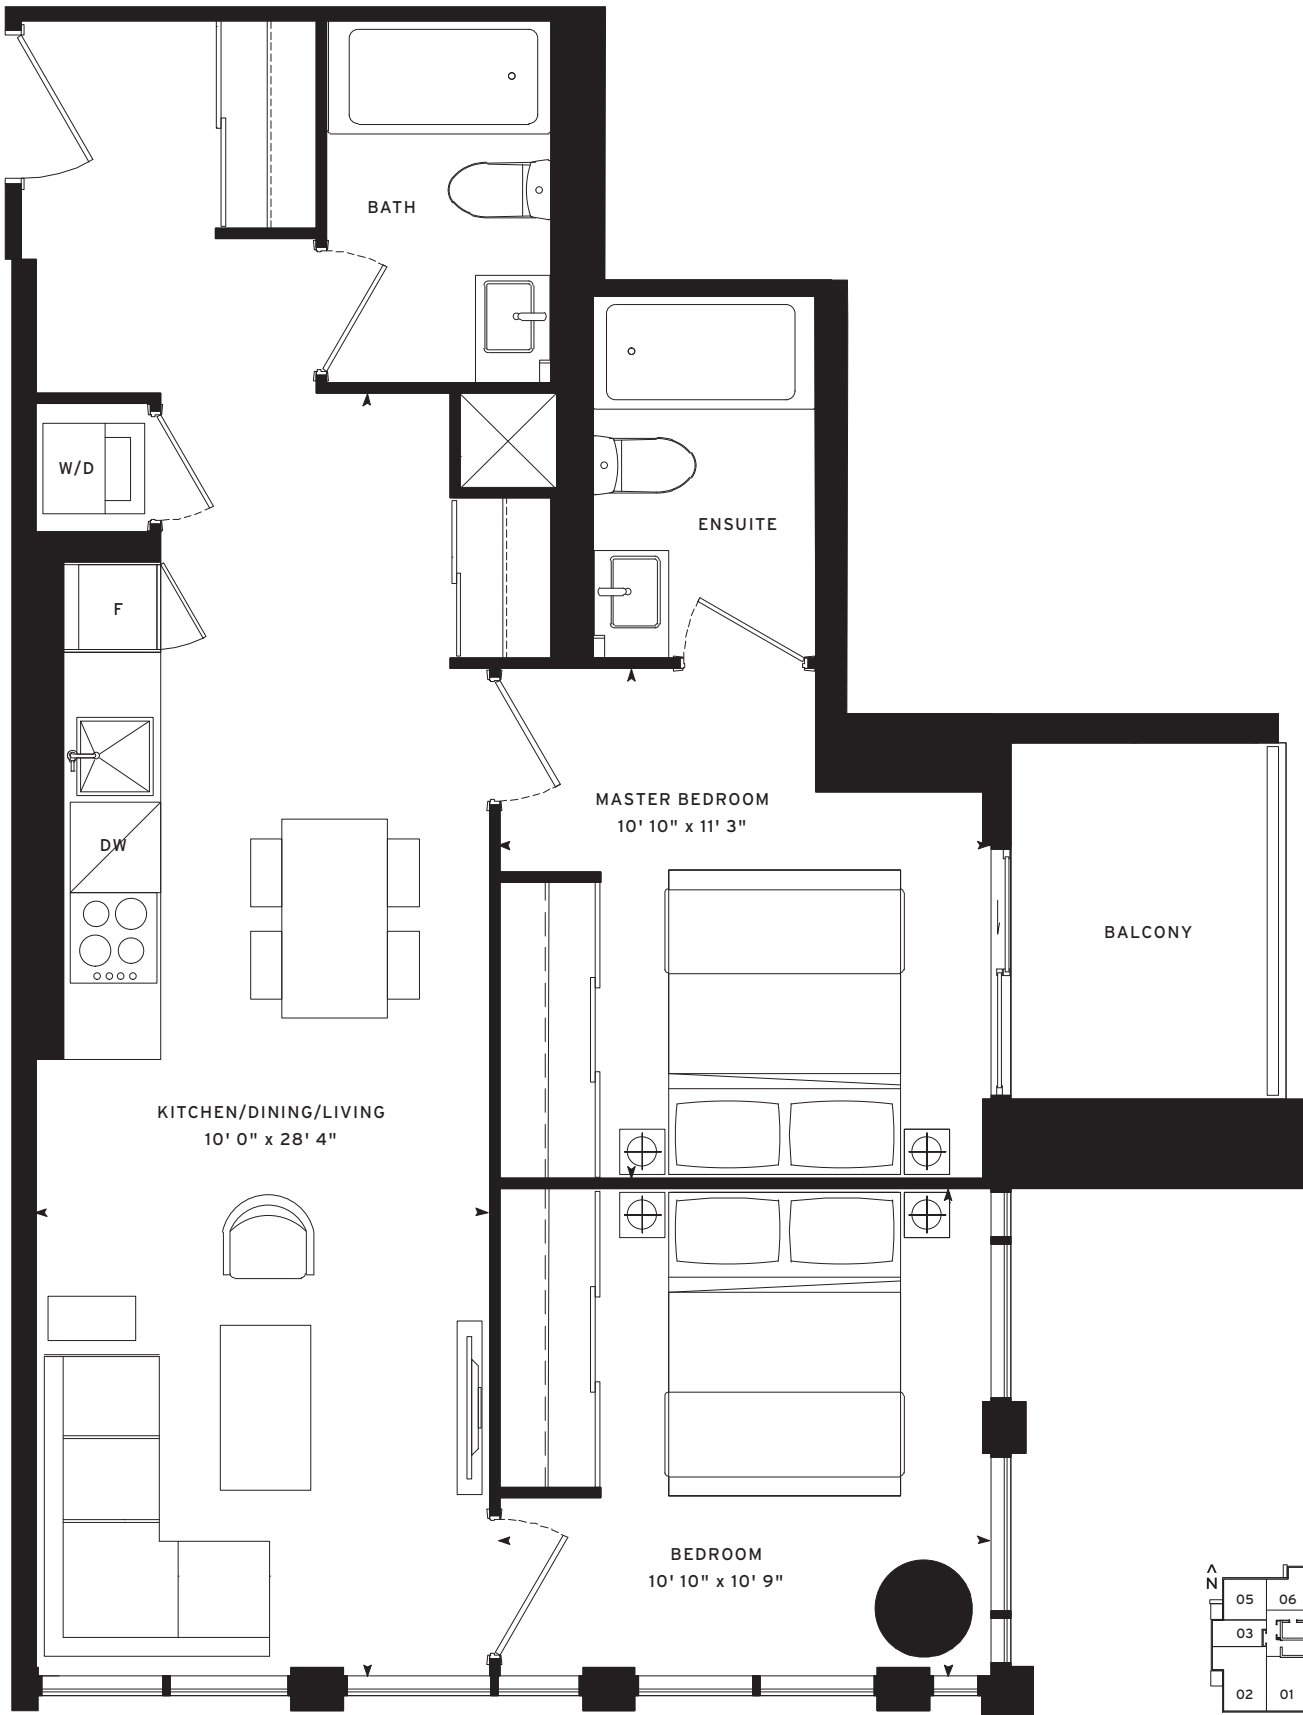 BATH
W/D
ENSUITE
F
MASTER BEDROOM
10' 10" x 11' 3"
DW
BALCONY
KITCHEN/DINING/LIVING
10' 0" x 28' 4"
BEDROOM
10' 10" x 10' 9"
N
05 06
03
02 01